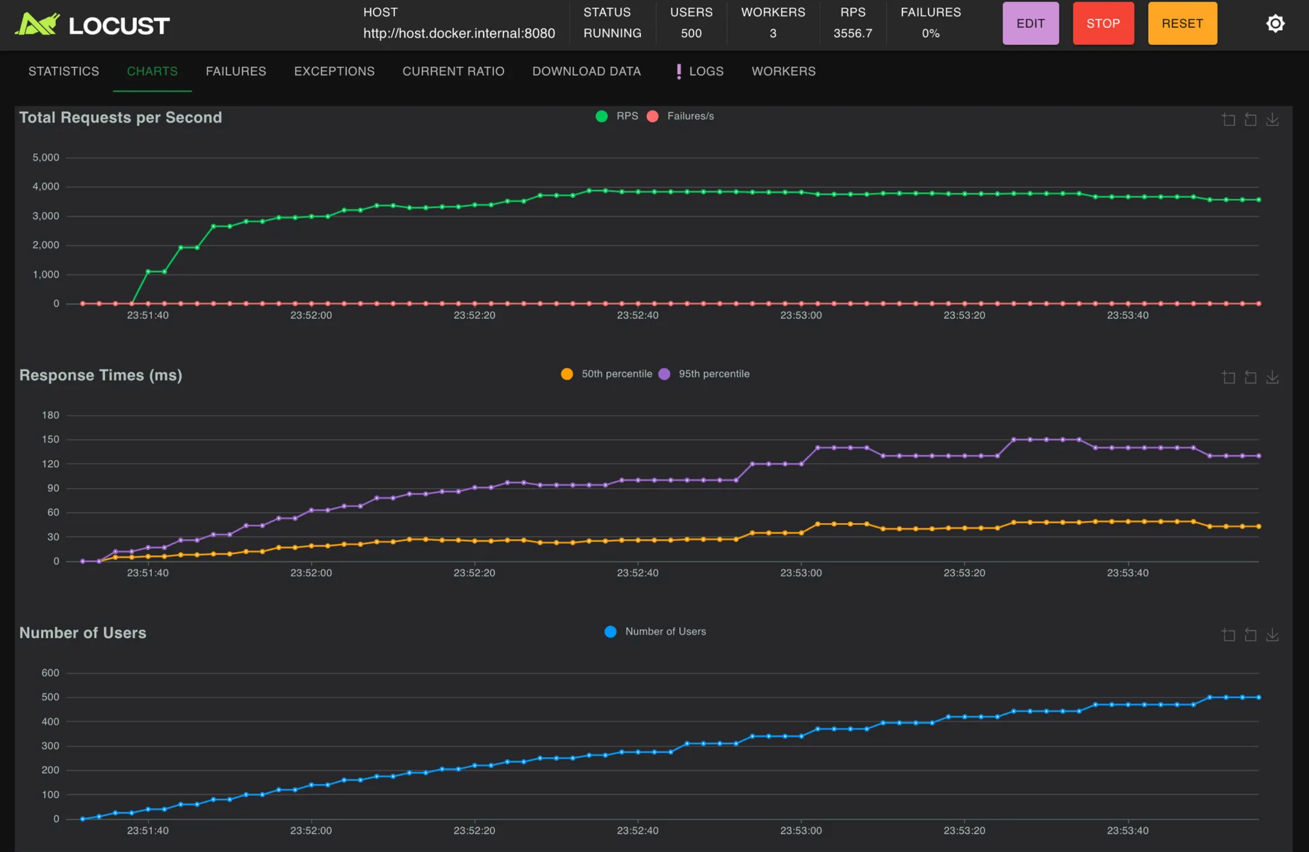 LOCUST
HOST
http://host.docker.internal:8080
STATUS
RUNNING
USERS
500
WORKERS
3
RPS
3556.7
FAILURES
0%
EDIT
STOP
RESET
STATISTICS CHARTS FAILURES EXCEPTIONS CURRENT RATIO DOWNLOAD DATA ! LOGS WORKERS
Total Requests per Second
RPS Failures/s
5,000
4,000
3,000
2,000
1,000
0
23:51:40 23:52:00 23:52:20 23:52:40 23:53:00 23:53:20 23:53:40
Response Times (ms)
50th percentile 95th percentile
180
150
120
90
60
30
0
23:51:40 23:52:00 23:52:20 23:52:40 23:53:00 23:53:20 23:53:40
Number of Users
Number of Users
600
500
400
300
200
100
0
23:51:40 23:52:00 23:52:20 23:52:40 23:53:00 23:53:20 23:53:40